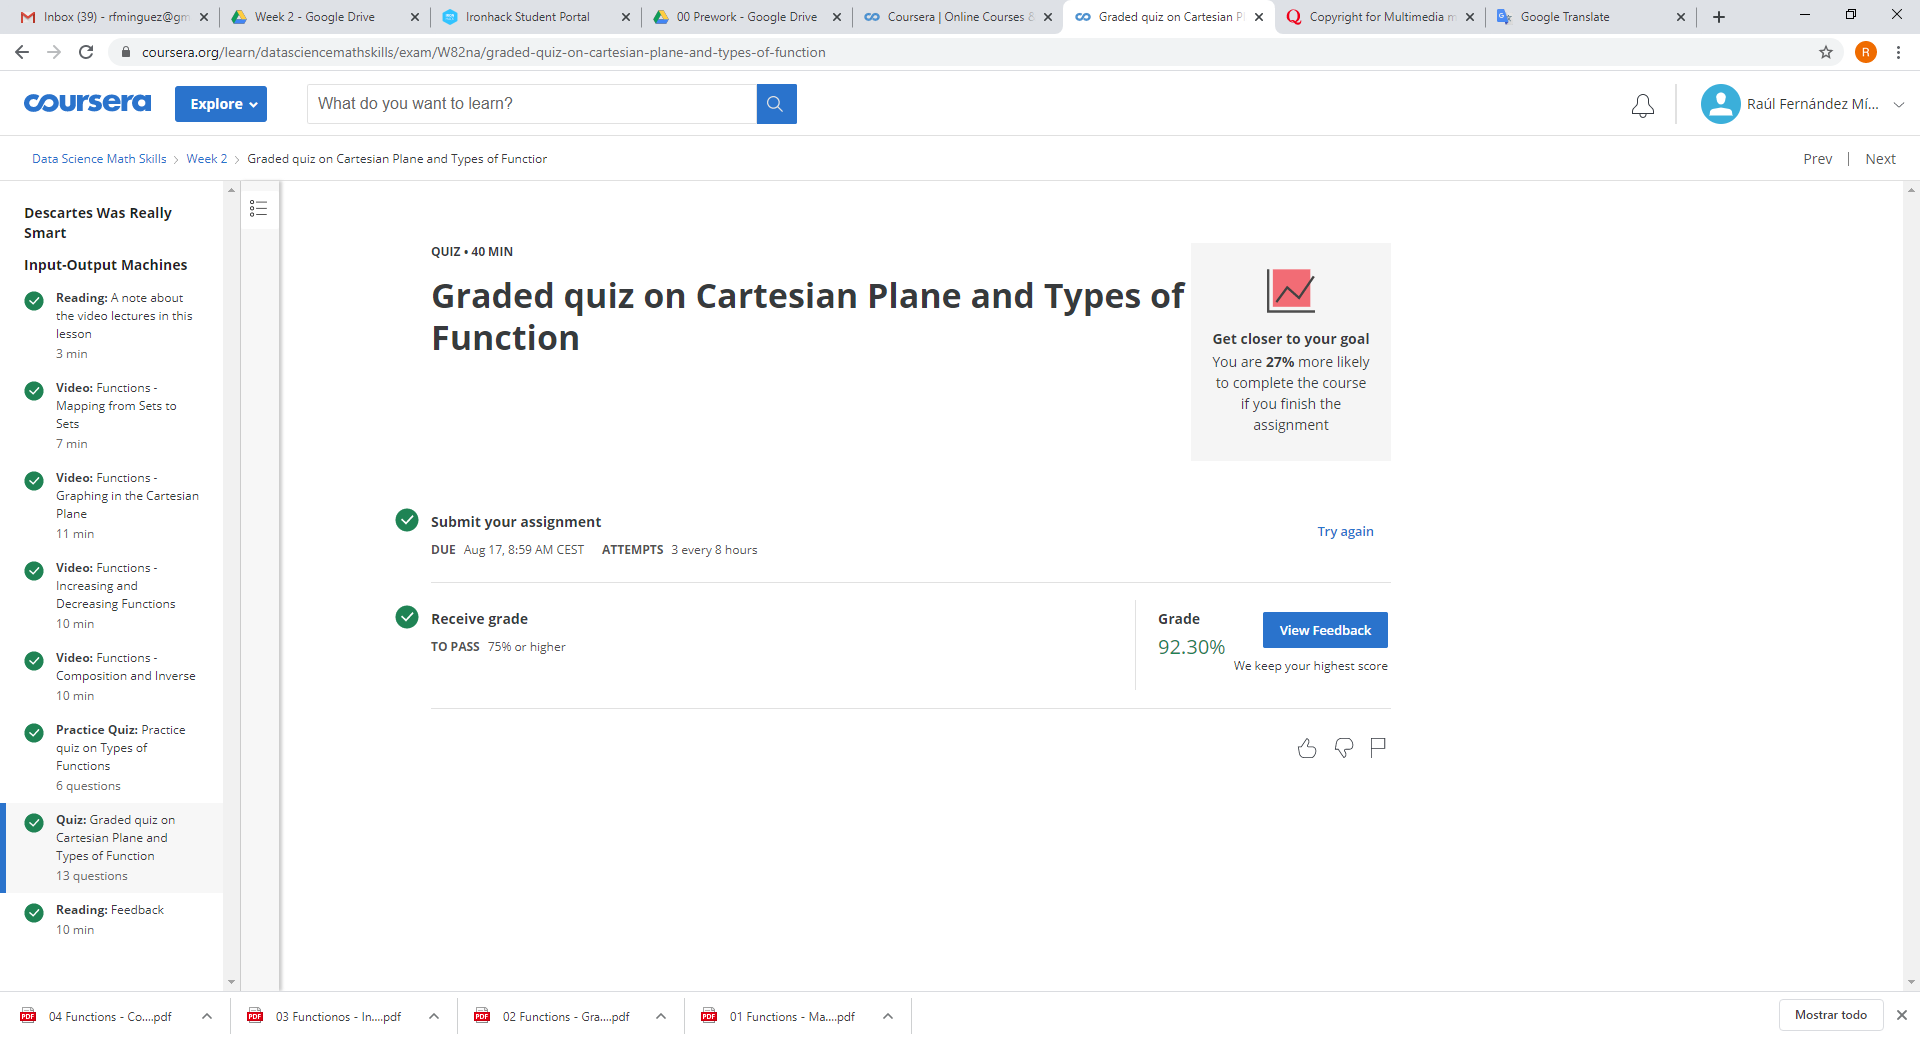 Inbox (39) - rfminguez@gm
Week 2 - Google Drive
Ironhack Student Portal
00 Prework - Google Drive
Coursera | Online Courses &
Graded quiz on Cartesian Pl
Copyright for Multimedia m
Google Translate
coursera.org/learn/datasciencemathskills/exam/W82na/graded-quiz-on-cartesian-plane-and-types-of-function
R
coursera
Explore
What do you want to learn?
Raúl Fernández Mí...
Data Science Math Skills
Week 2
Graded quiz on Cartesian Plane and Types of Function
Prev
Next
Descartes Was Really
Smart
Input-Output Machines
Reading: A note about
the video lectures in this
lesson
3 min
Video: Functions -
Mapping from Sets to
Sets
7 min
Video: Functions -
Graphing in the Cartesian
Plane
11 min
Video: Functions -
Increasing and
Decreasing Functions
10 min
Video: Functions -
Composition and Inverse
10 min
Practice Quiz: Practice
quiz on Types of
Functions
6 questions
Quiz: Graded quiz on
Cartesian Plane and
Types of Function
13 questions
Reading: Feedback
10 min
QUIZ • 40 MIN
Graded quiz on Cartesian Plane and Types of
Function
Get closer to your goal
You are 27% more likely
to complete the course
if you finish the
assignment
Submit your assignment
DUE Aug 17, 8:59 AM CEST ATTEMPTS 3 every 8 hours
Try again
Receive grade
TO PASS 75% or higher
Grade
92.30%
View Feedback
We keep your highest score
PDF 04 Functions - Co....pdf
PDF 03 Functionos - In....pdf
PDF 02 Functions - Gra....pdf
PDF 01 Functions - Ma....pdf
Mostrar todo